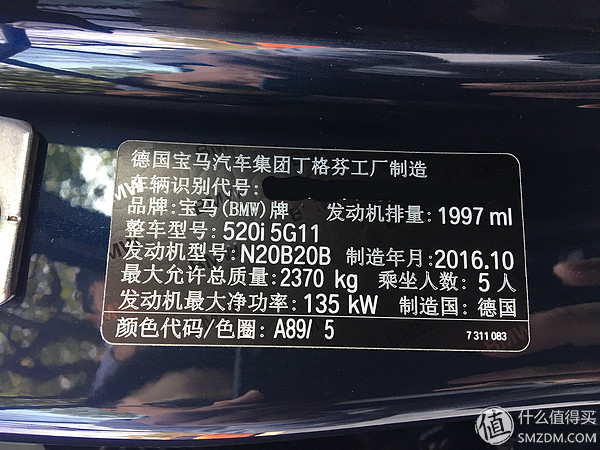 德国宝马汽车集团丁格芬工厂制造
车辆识别代号:
品牌:宝马(BMW)牌 发动机排量:1997 ml
整车型号:520i 5G11
发动机型号:N20B20B 制造年月:2016.10
最大允许总质量:2370 kg 乘坐人数:5人
发动机最大净功率:135 kW 制造国:德国
颜色代码/色圈:A89/ 5 7 311 083
值 什么值得买
SMZDM.COM